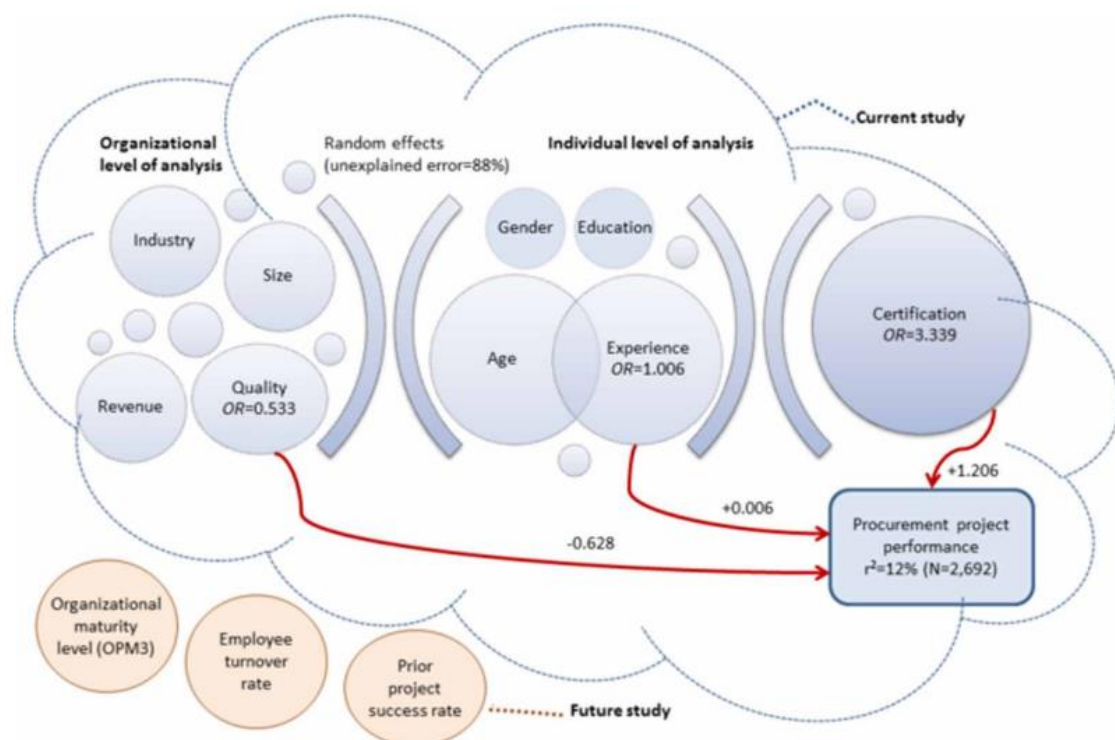 Organizational
level of analysis
Random effects
(unexplained error=88%)
Individual level of analysis
Current study
Industry
Size
Gender
Education
Certification
OR=3.339
Age
Experience
OR=1.006
Revenue
Quality
OR=0.533
+1.206
+0.006
-0.628
Procurement project
performance
r²=12% (N=2,692)
Organizational
maturity
level (OPM3)
Employee
turnover
rate
Prior
project
success rate
Future study